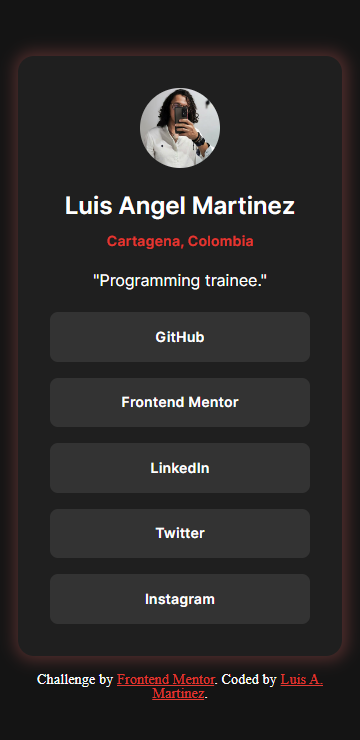 Luis Angel Martinez
Cartagena, Colombia
"Programming trainee."
GitHub
Frontend Mentor
LinkedIn
Twitter
Instagram
Challenge by Frontend Mentor. Coded by Luis A.
Martinez.